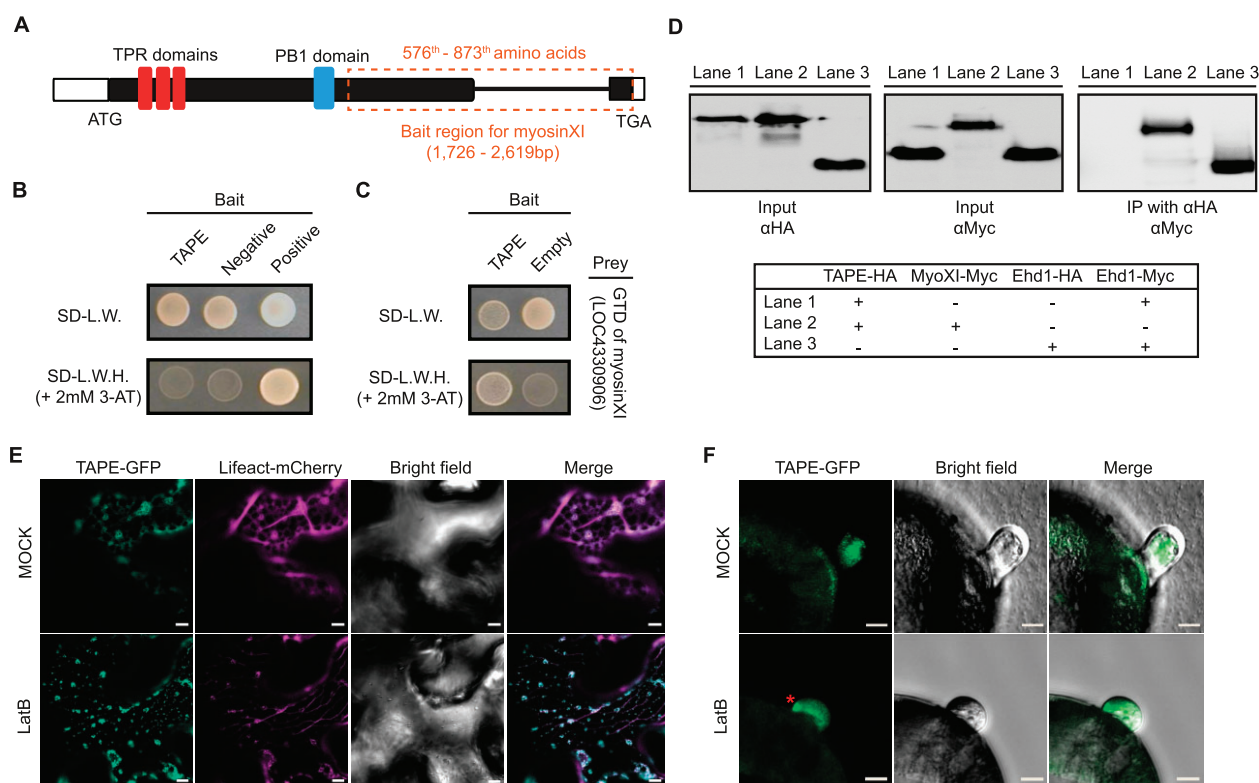 A
TPR domains
PB1 domain
576th - 873th amino acids
ATG
TGA
Bait region for myosinXI
(1,726 - 2,619bp)
B
Bait
TAPE
Negative
Positive
SD-L.W.
SD-L.W.H.
(+ 2mM 3-AT)
C
Bait
TAPE
Empty
Prey
SD-L.W.
SD-L.W.H.
(+ 2mM 3-AT)
GTD of myosinXI
(LOC4330906)
D
Lane 1 Lane 2 Lane 3
Lane 1 Lane 2 Lane 3
Lane 1 Lane 2 Lane 3
Input
αHA
Input
αMyc
IP with αHA
αMyc
TAPE-HA MyoXI-Myc Ehd1-HA Ehd1-Myc
Lane 1 + - - +
Lane 2 + + - -
Lane 3 - - + +
E
TAPE-GFP Lifeact-mCherry Bright field Merge
MOCK
LatB
F
TAPE-GFP Bright field Merge
MOCK
LatB
*